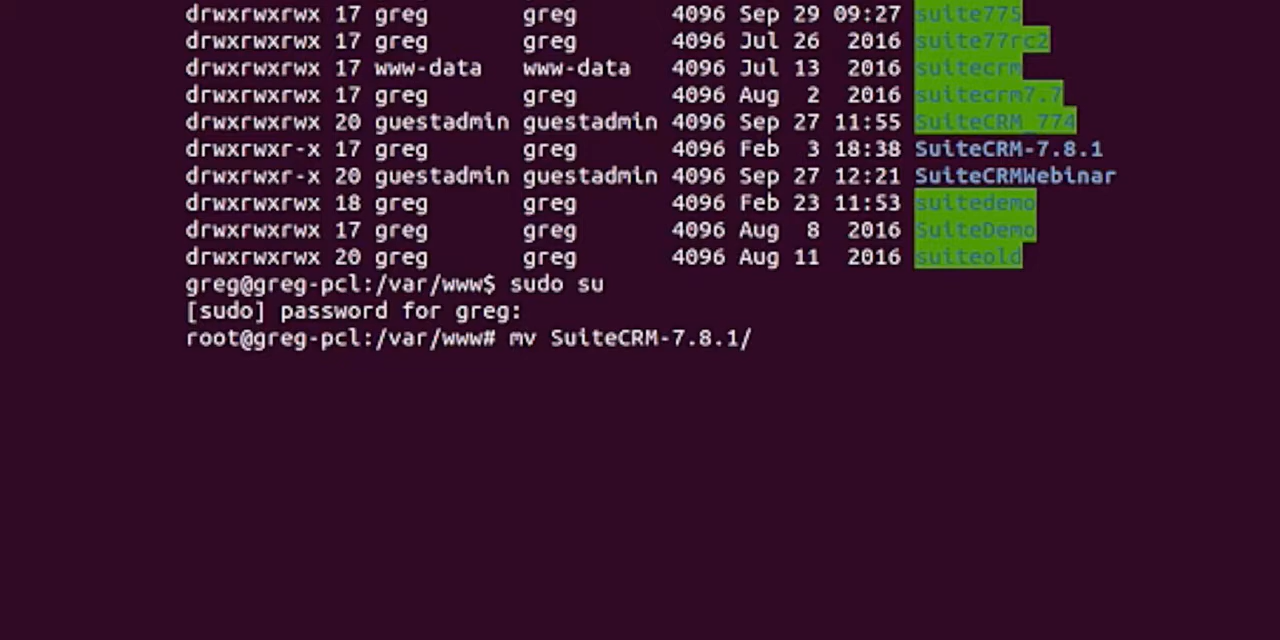 drwxrwxrwx 17 greg greg 4096 Sep 29 09:27 suite775
drwxrwxrwx 17 greg greg 4096 Jul 26 2016 suite77rc2
drwxrwxrwx 17 www-data www-data 4096 Jul 13 2016 suitecrm
drwxrwxrwx 17 greg greg 4096 Aug 2 2016 suitecrm7.7
drwxrwxrwx 20 guestadmin guestadmin 4096 Sep 27 11:55 SuiteCRM_774
drwxrwxr-x 17 greg greg 4096 Feb 3 18:38 SuiteCRM-7.8.1
drwxrwxr-x 20 guestadmin guestadmin 4096 Sep 27 12:21 SuiteCRMWebinar
drwxrwxrwx 18 greg greg 4096 Feb 23 11:53 suitedemo
drwxrwxrwx 17 greg greg 4096 Aug 8 2016 SuiteDemo
drwxrwxrwx 20 greg greg 4096 Aug 11 2016 suiteold
greg@greg-pcl:/var/www$ sudo su
[sudo] password for greg:
root@greg-pcl:/var/www# mv SuiteCRM-7.8.1/